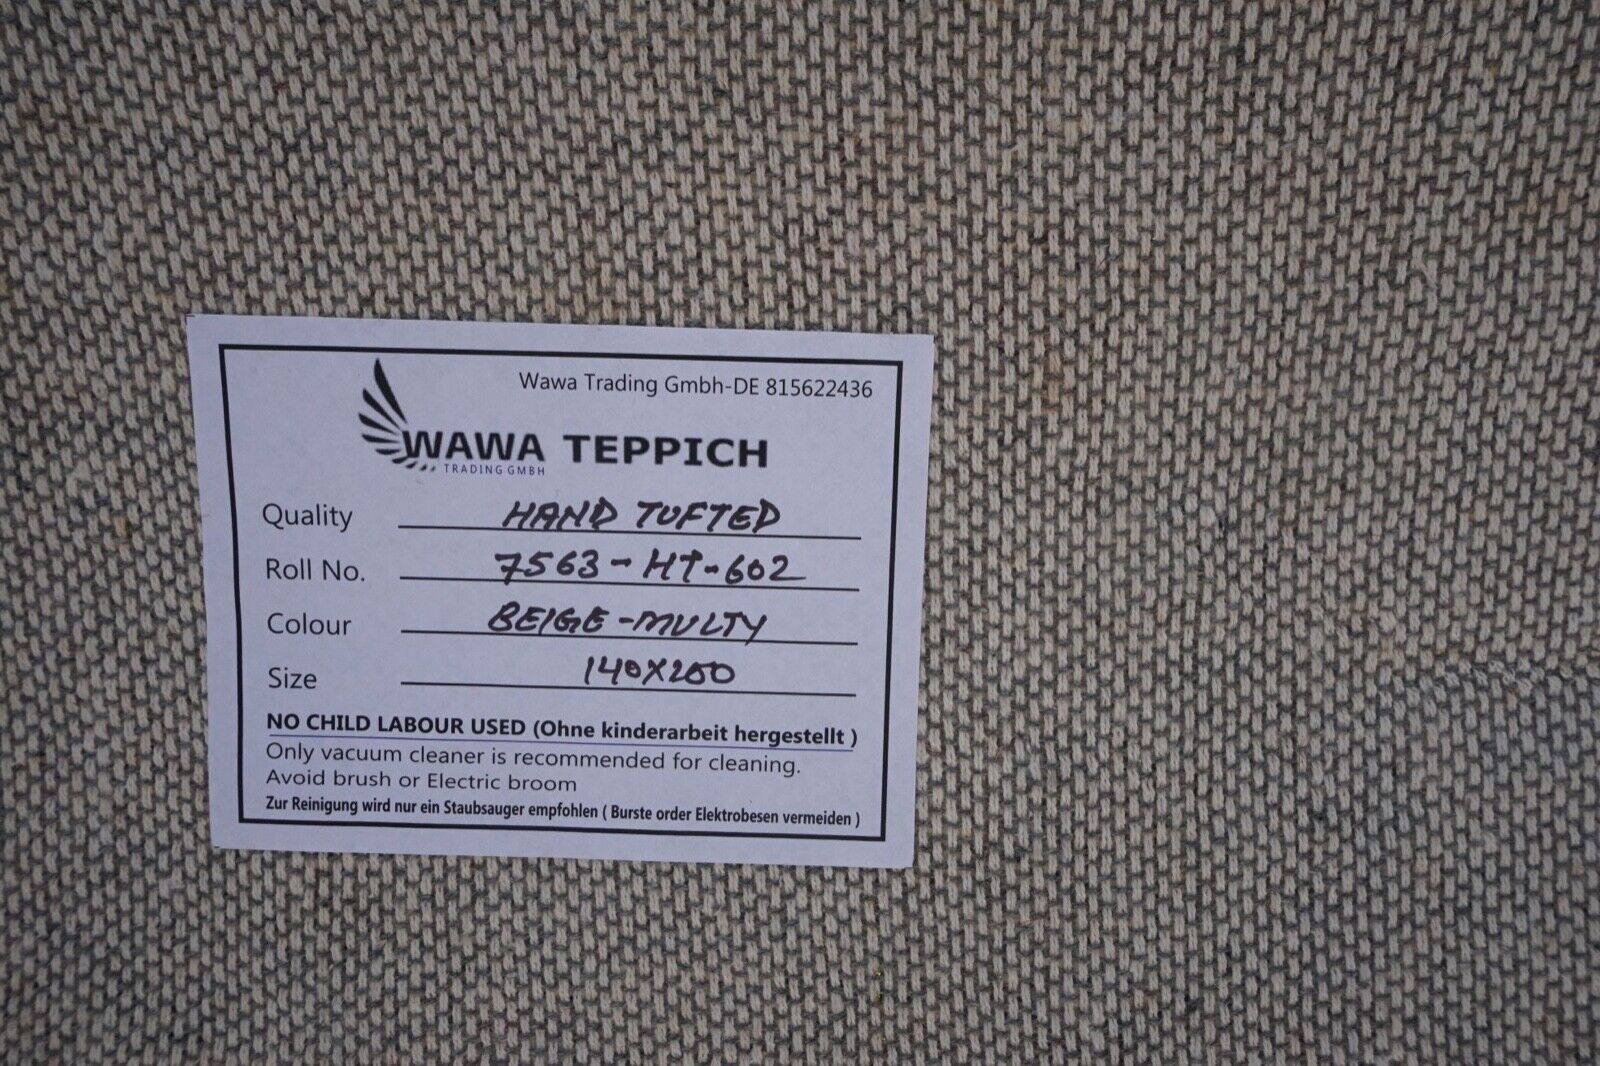 Wawa Trading Gmbh-DE 815622436
WAWA TEPPICH
TRADING GMBH
Quality HAND TUFTED
Roll No. 7563-HT-602
Colour BEIGE-MULTY
Size 140X200
NO CHILD LABOUR USED (Ohne kinderarbeit hergestellt )
Only vacuum cleaner is recommended for cleaning.
Avoid brush or Electric broom
Zur Reinigung wird nur ein Staubsauger empfohlen ( Burste order Elektrobesen vermeiden )